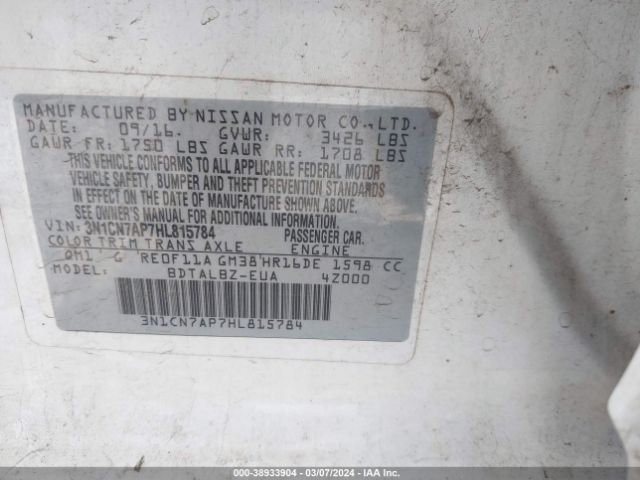 MANUFACTURED BY NISSAN MOTOR CO.,LTD.
DATE: 09/16. GVWR: 3426 LBS
GAWR FR: 1750 LBS GAWR RR: 1708 LBS
THIS VEHICLE CONFORMS TO ALL APPLICABLE FEDERAL MOTOR
VEHICLE SAFETY, BUMPER AND THEFT PREVENTION STANDARDS
IN EFFECT ON THE DATE OF MANUFACTURE SHOWN ABOVE.
SEE OWNER'S MANUAL FOR ADDITIONAL INFORMATION.
VIN: 3N1CN7AP7HL815784 PASSENGER CAR.
COLOR TRIM TRANS AXLE ENGINE
QM1 G RE0F11A GM38 HR16DE 1598 CC
MODEL: BDTALBZ-EUA 42000
3N1CN7AP7HL815784
000-38933904 - 03/07/2024 - IAA Inc.